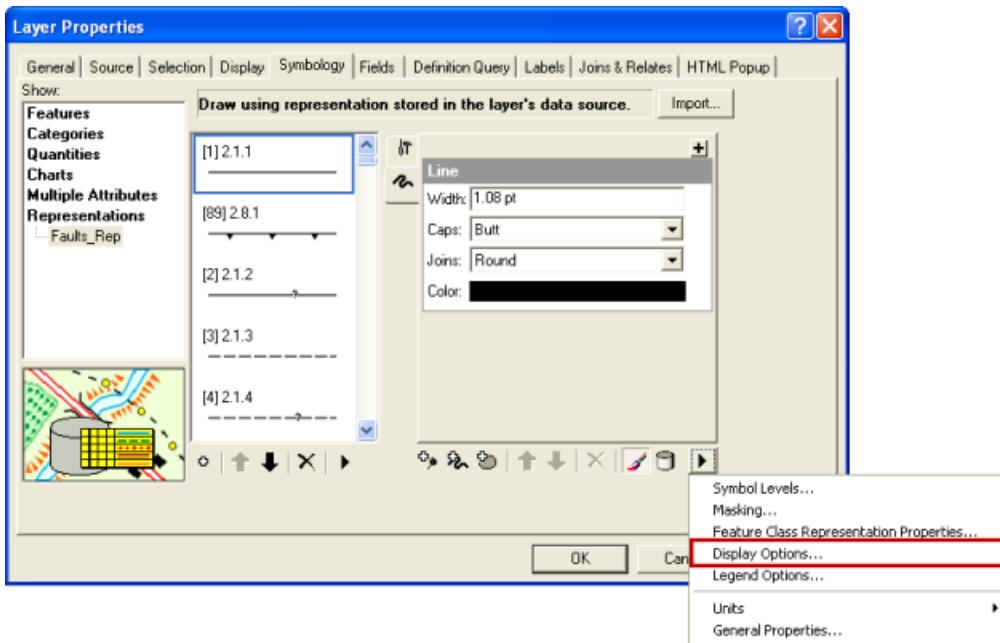 Layer Properties
General Source Selection Display Symbology Fields Definition Query Labels Joins & Relates HTML Popup
Show:
Features
Categories
Quantities
Charts
Multiple Attributes
Representations
Faults_Rep
Draw using representation stored in the layer's data source.
Import...
[1] 2.1.1
[89] 2.8.1
[2] 2.1.2
?
[3] 2.1.3
[4] 2.1.4
?
Line
Width: 1.08 pt
Caps: Butt
Joins: Round
Color:
OK
Symbol Levels...
Masking...
Feature Class Representation Properties...
Display Options...
Legend Options...
Units
General Properties...